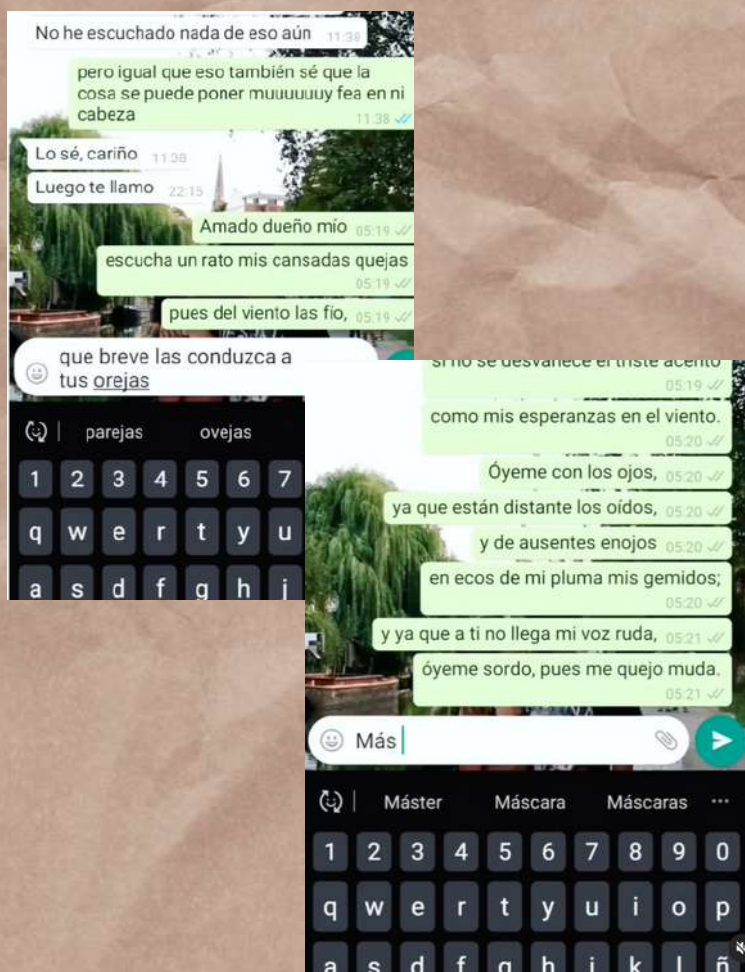 No he escuchado nada de eso aún 11:38
pero igual que eso también sé que la
cosa se puede poner muuuuuuy fea en ni
cabeza
11:38
Lo sé, cariño 11:38
Luego te llamo 22:15
Amado dueño mío 05:19
escucha un rato mis cansadas quejas
05:19
pues del viento las fío, 05:19
que breve las conduzca a
tus orejas
parejas ovejas
1 2 3 4 5 6 7
q w e r t y u
a s d f g h j
si no se desvanece el triste acento
05:19
como mis esperanzas en el viento.
05:20
Óyeme con los ojos, 05:20
ya que están distante los oídos, 05:20
y de ausentes enojos 05:20
en ecos de mi pluma mis gemidos;
05:20
y ya que a ti no llega mi voz ruda, 05:21
óyeme sordo, pues me quejo muda.
05:21
Más
Máster Máscara Máscaras ...
1 2 3 4 5 6 7 8 9 0
q w e r t y u i o p
a s d f g h j k l ñ